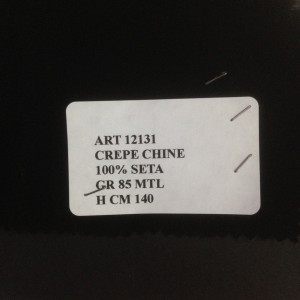 ART 12131
CREPE CHINE
100% SETA
GR 85 MTL
H CM 140